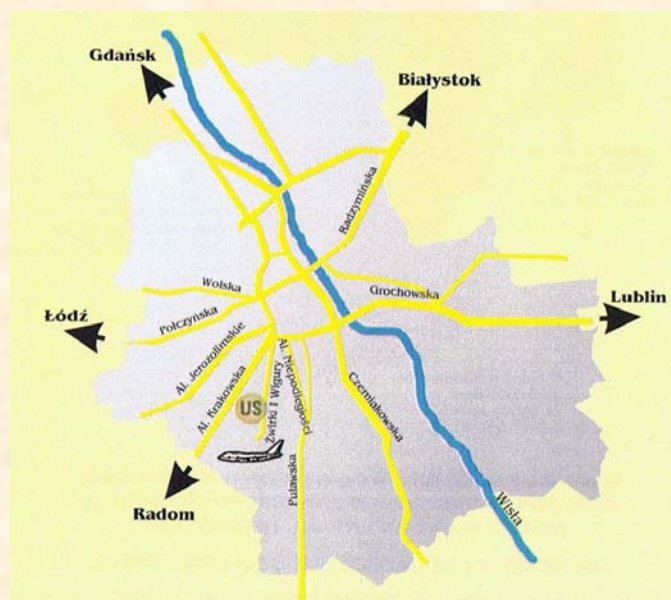 Gdańsk
Białystok
Radzymińska
Wolska
Grochowska
Lublin
Łódź
Połczyńska
Al. Jerozolimskie
Al. Krakowska
US
Żwirki I Wigury
Al. Niepodległości
Czerniakowska
Puławska
Radom
Wisła